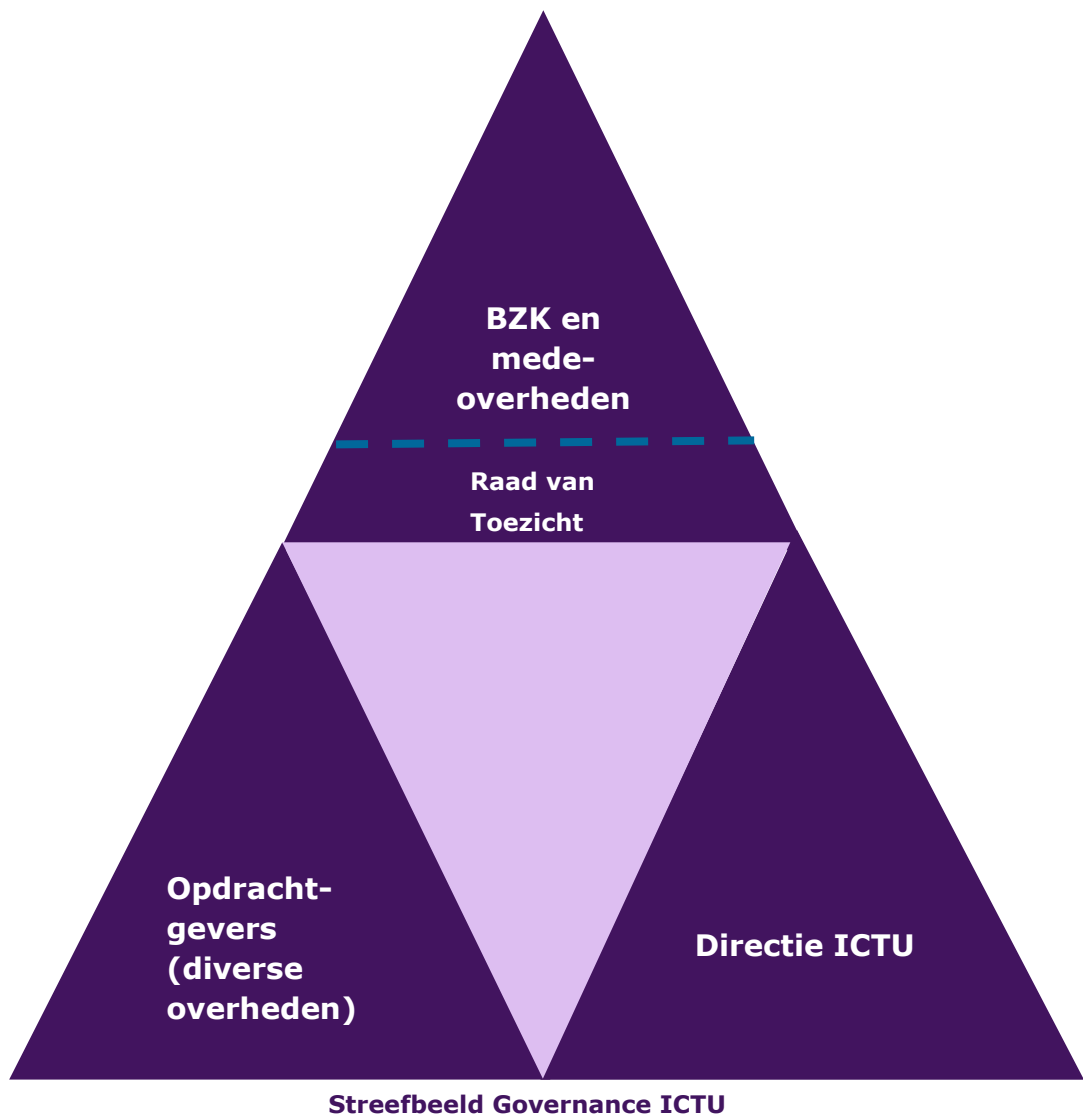 BZK en
mede-
overheden
Raad van
Toezicht
Opdracht-
gevers
(diverse
overheden)
Directie ICTU
Streefbeeld Governance ICTU